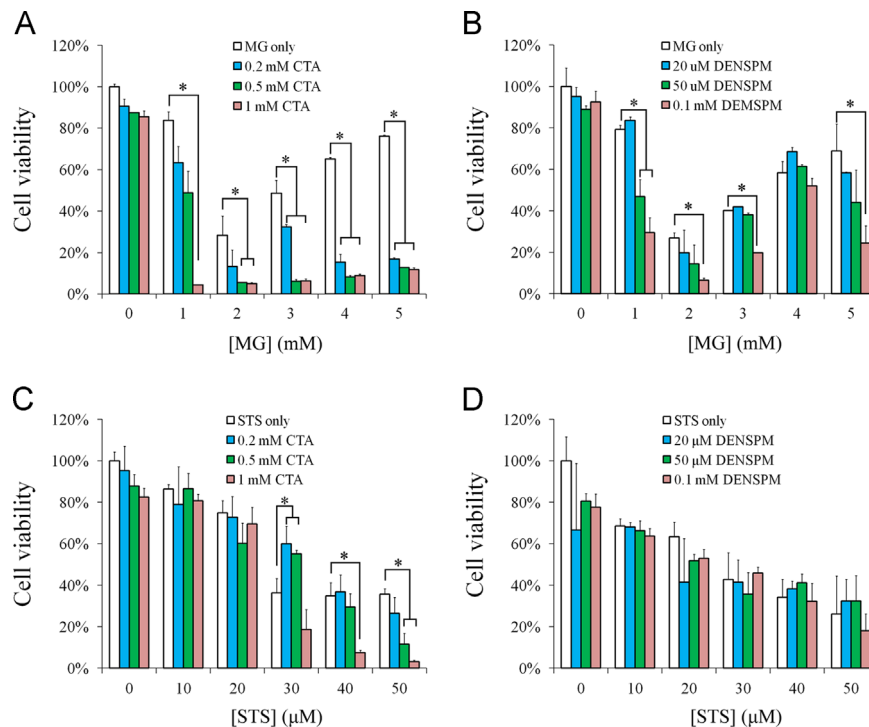 A
120%
100%
80%
60%
40%
20%
0%
Cell viability
MG only
0.2 mM CTA
0.5 mM CTA
1 mM CTA
*
*
*
*
*
0 1 2 3 4 5
[MG] (mM)
B
120%
100%
80%
60%
40%
20%
0%
Cell viability
MG only
20 uM DENSPM
50 uM DENSPM
0.1 mM DEMSPM
*
*
*
*
0 1 2 3 4 5
[MG] (mM)
C
120%
100%
80%
60%
40%
20%
0%
Cell viability
STS only
0.2 mM CTA
0.5 mM CTA
1 mM CTA
*
*
*
0 10 20 30 40 50
[STS] (µM)
D
120%
100%
80%
60%
40%
20%
0%
Cell viability
STS only
20 µM DENSPM
50 µM DENSPM
0.1 mM DENSPM
0 10 20 30 40 50
[STS] (µM)